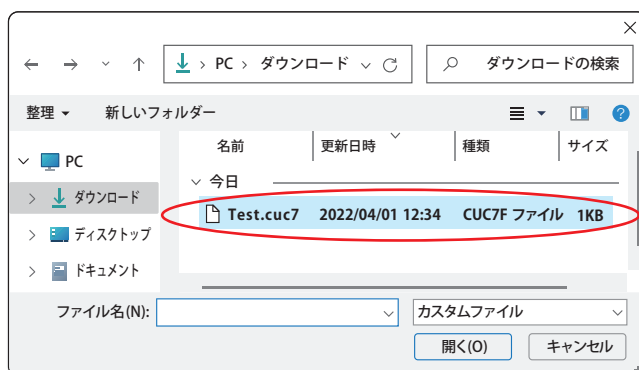 PC › ダウンロード
ダウンロードの検索
整理 新しいフォルダー
名前 更新日時 種類 サイズ
PC
今日
ダウンロード
Test.cuc7 2022/04/01 12:34 CUC7F ファイル 1KB
ディスクトップ
ドキュメント
ファイル名(N): カスタムファイル
開く(O) キャンセル